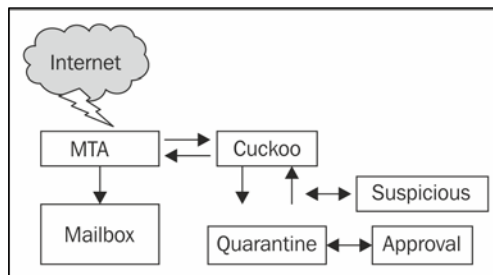 Internet
MTA
Cuckoo
Suspicious
Mailbox
Quarantine
Approval